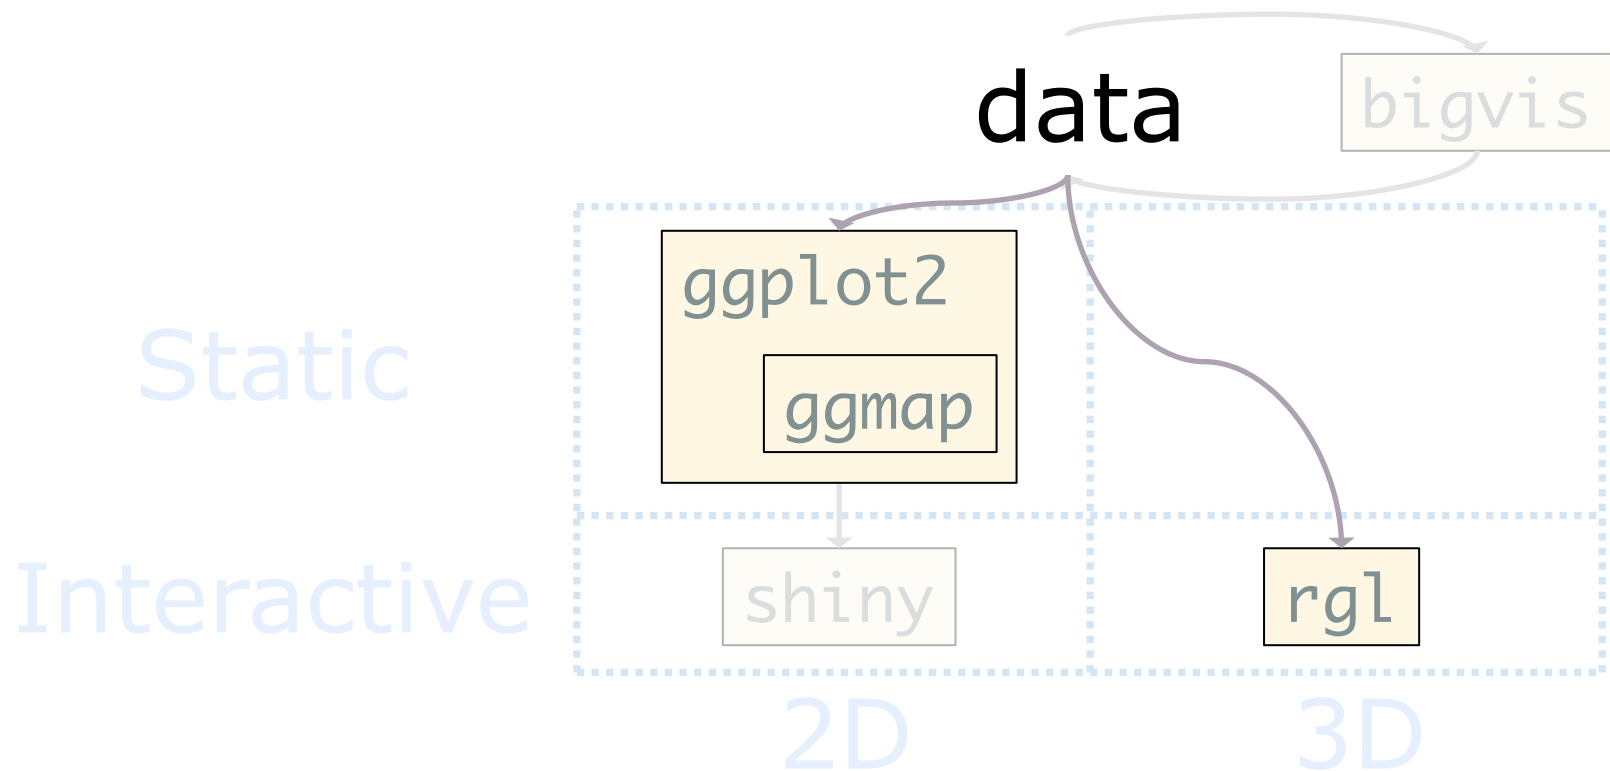 data
bigvis
ggplot2
Static
ggmap
Interactive
shiny
rgl
2D
3D